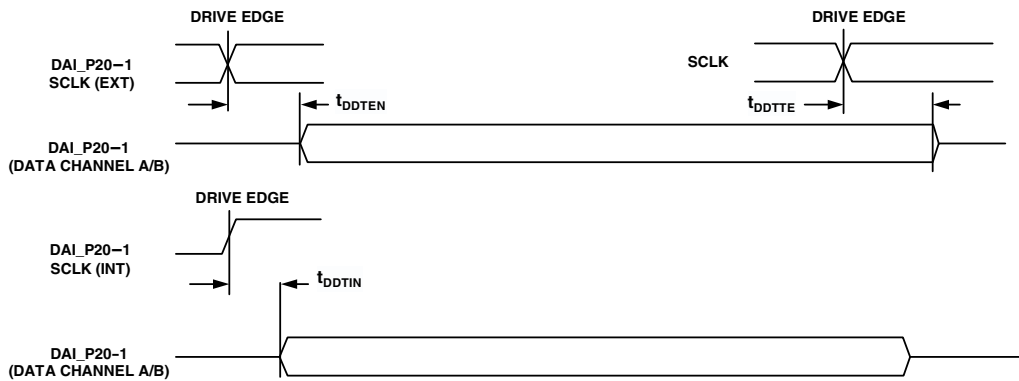 DRIVE EDGE
DRIVE EDGE
DAI_P20–1
SCLK (EXT)
SCLK
tDDTEN
tDDTTE
DAI_P20–1
(DATA CHANNEL A/B)
DRIVE EDGE
DAI_P20–1
SCLK (INT)
tDDTIN
DAI_P20-1
(DATA CHANNEL A/B)